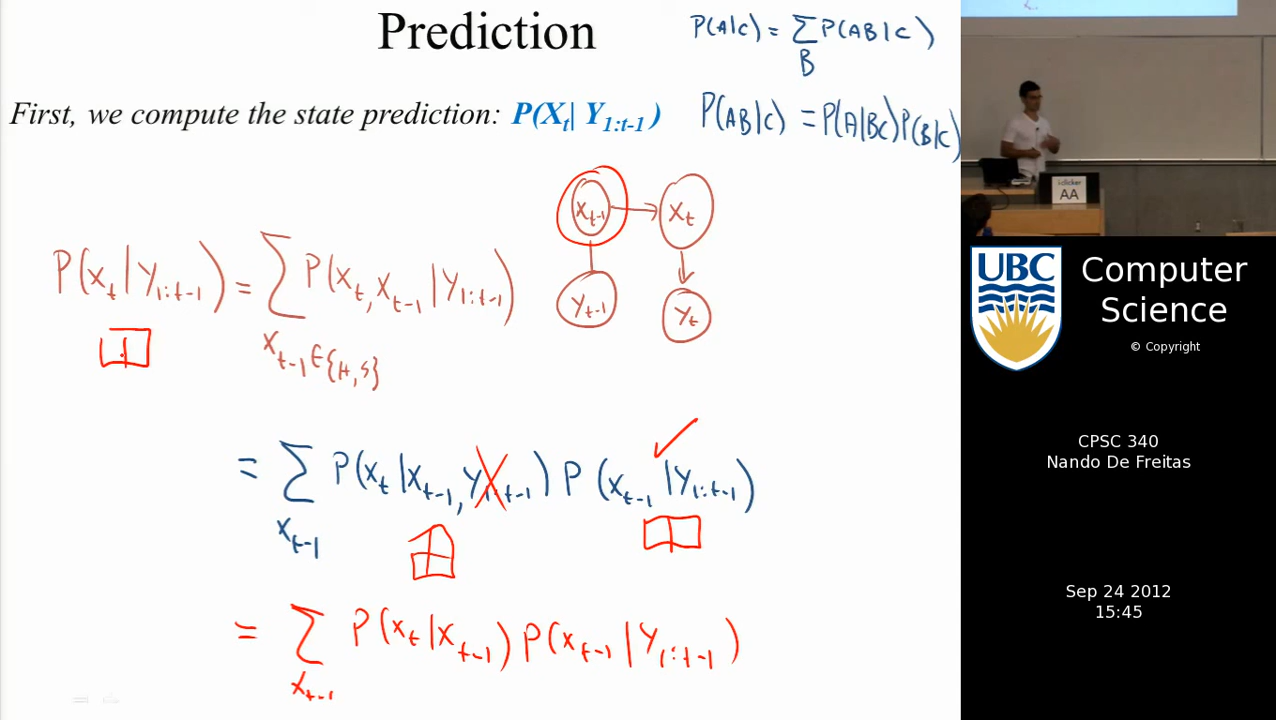 Prediction
P(A|C) = ∑ P(AB|C)
B
First, we compute the state prediction: P(Xt | Y1:t-1)
P(AB|C) = P(A|BC)P(B|C)
Xt-1
Xt
Yt-1
Yt
P(Xt|Y1:t-1) = ∑ P(Xt, Xt-1|Y1:t-1)
Xt-1 ∈ {H, S}
= ∑ P(Xt|Xt-1, Y1:t-1) P(Xt-1|Y1:t-1)
Xt-1
= ∑ P(Xt|Xt-1) P(Xt-1|Y1:t-1)
Xt-1
i-clicker
AA
UBC
Computer
Science
© Copyright
CPSC 340
Nando De Freitas
Sep 24 2012
15:45